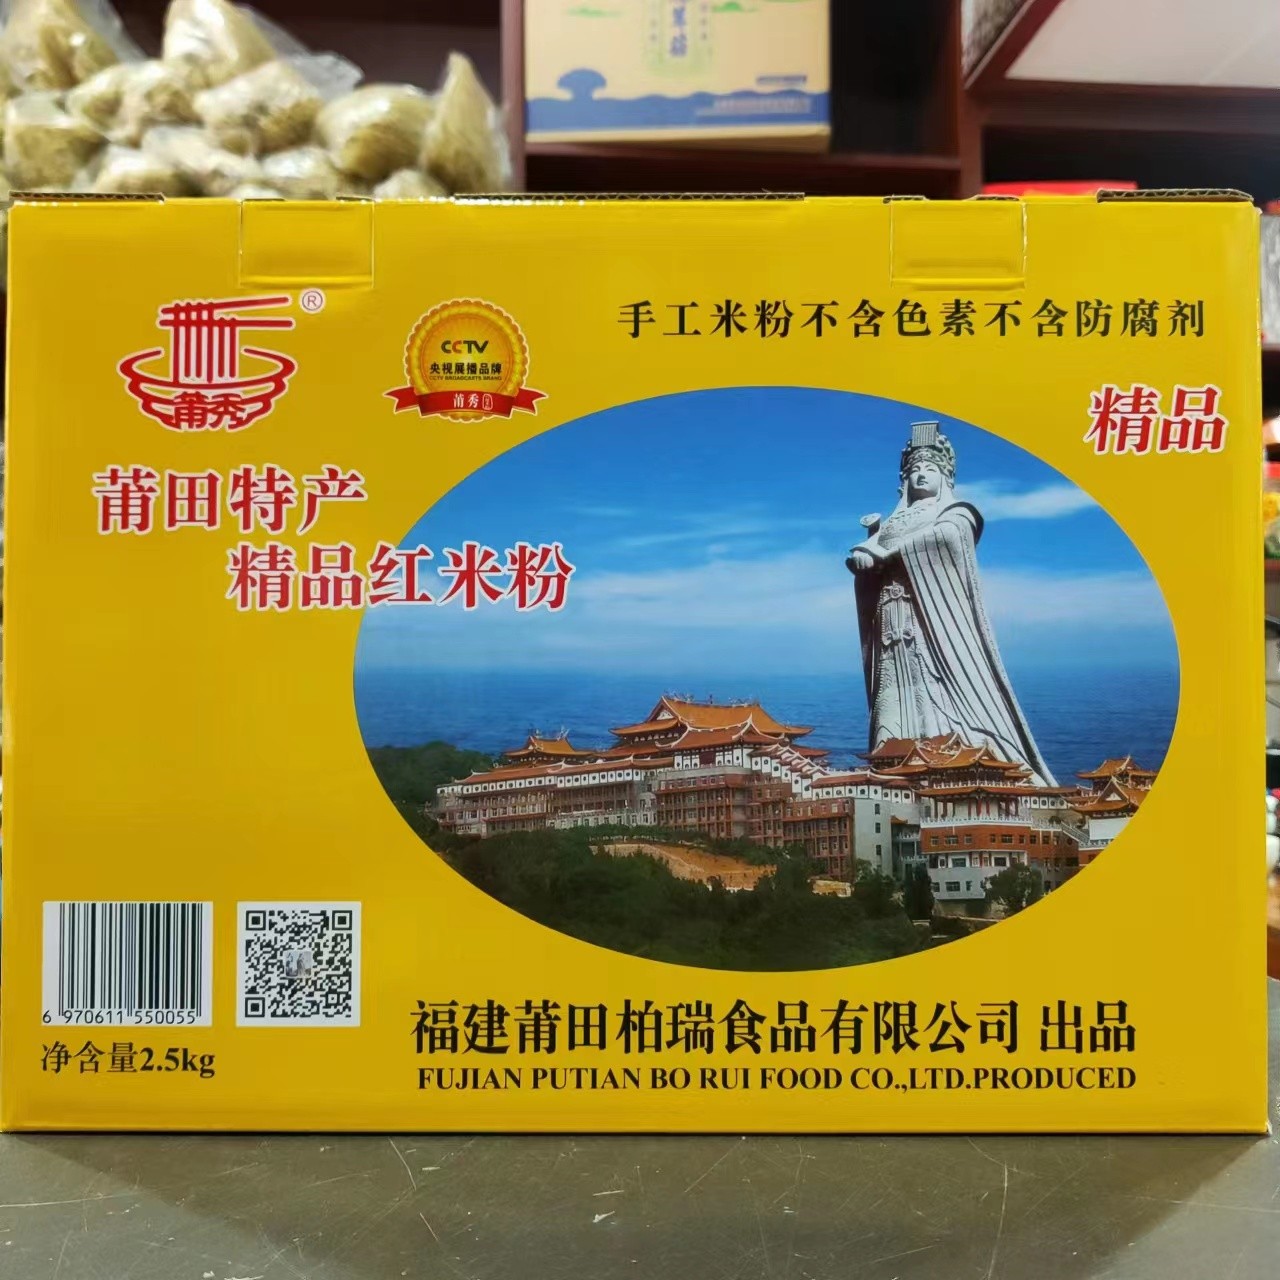 莆秀
®
CCTV
央视展播品牌
CCTV BROADCARTS BRAND
莆秀
手工米粉不含色素不含防腐剂
精品
莆田特产
精品红米粉
6 970611 550055
净含量2.5kg
福建莆田柏瑞食品有限公司 出品
FUJIAN PUTIAN BO RUI FOOD CO.,LTD.PRODUCED